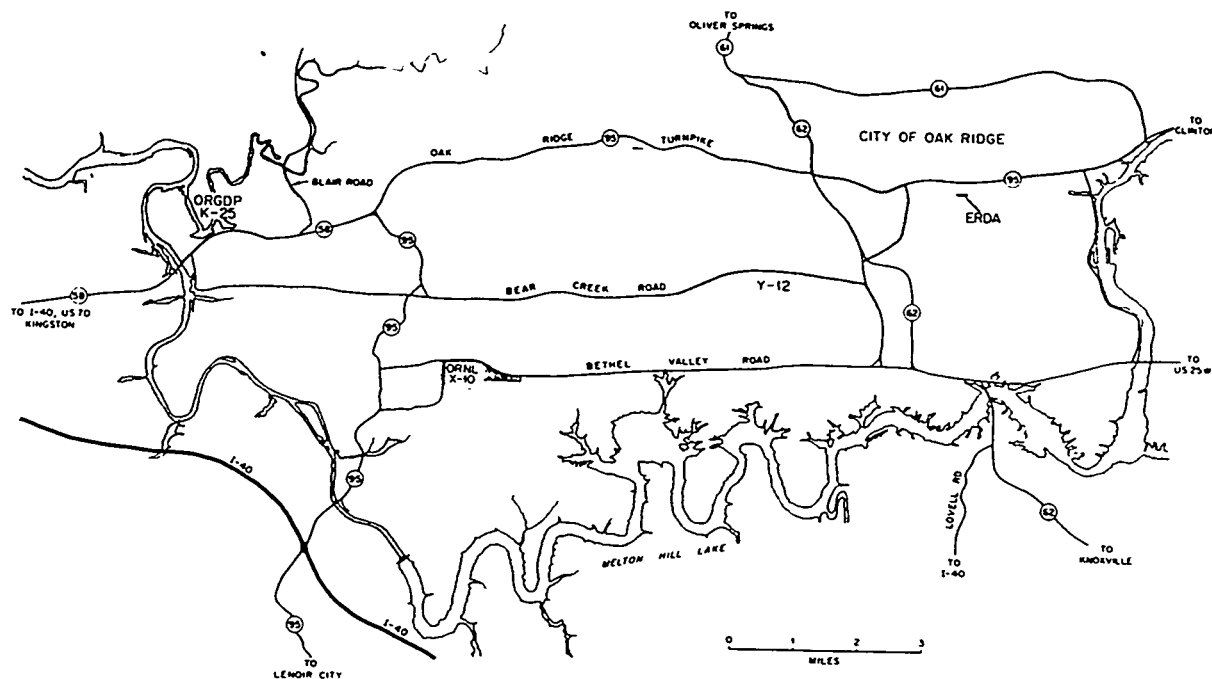 TO
OLIVER SPRINGS
61
61
62
TO
CLINTON
CITY OF OAK RIDGE
OAK RIDGE 95 TURNPIKE
95
ERDA
BLAIR ROAD
ORGDP
K-25
58
95
58
TO I-40, US TO
KINGSTON
BEAR CREEK ROAD
Y-12
62
95
ORNL
X-10
BETHEL VALLEY ROAD
TO
US 25W
I-40
95
LOVELL RD
62
TO
I-40
TO
KNOXVILLE
MELTON HILL LAKE
95
I-40
TO
LENOIR CITY
0 1 2 3
MILES